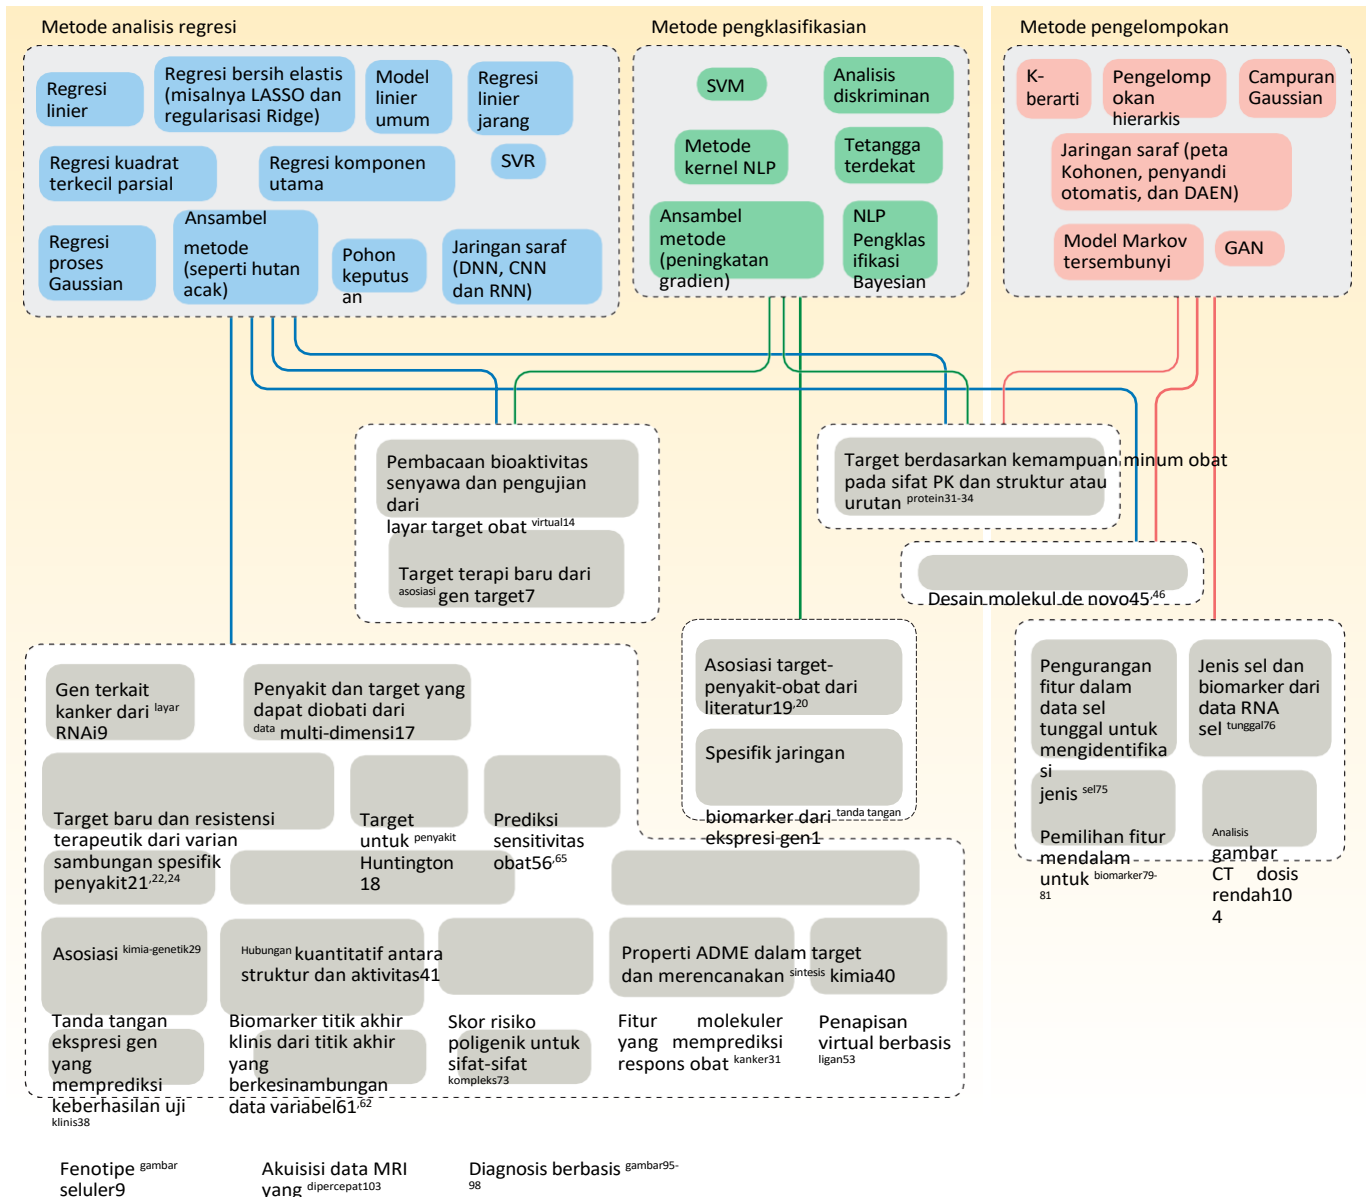 Metode analisis regresi
Metode pengklasifikasian
Metode pengelompokan
Regresi
linier
Regresi bersih elastis
(misalnya LASSO dan
regularisasi Ridge)
Model
linier
umum
Regresi
linier
jarang
Regresi kuadrat
terkecil parsial
Regresi komponen
utama
SVR
Regresi
proses
Gaussian
Ansambel
metode
(seperti hutan
acak)
Pohon
keputus
an
Jaringan saraf
(DNN, CNN
dan RNN)
SVM
Analisis
diskriminan
Metode
kernel NLP
Tetangga
terdekat
Ansambel
metode
(peningkatan
gradien)
NLP
Pengklas
ifikasi
Bayesian
K-
berarti
Pengelomp
okan
hierarkis
Campuran
Gaussian
Jaringan saraf (peta
Kohonen, penyandi
otomatis, dan DAEN)
Model Markov
tersembunyi
GAN
Pembacaan bioaktivitas
senyawa dan pengujian
dari
layar target obat virtual14
Target terapi baru dari
asosiasi gen target7
Target berdasarkan kemampuan minum obat
pada sifat PK dan struktur atau
urutan protein31-34
Desain molekul de novo45,46
Gen terkait
kanker dari layar
RNAi9
Penyakit dan target yang
dapat diobati dari
data multi-dimensi17
Target baru dan resistensi
terapeutik dari varian
sambungan spesifik
penyakit21,22,24
Target
untuk penyakit
Huntington
18
Prediksi
sensitivitas
obat56,65
Asosiasi target-
penyakit-obat dari
literatur19,20
Spesifik jaringan
biomarker dari tanda tangan
ekspresi gen1
Pengurangan
fitur dalam
data sel
tunggal untuk
mengidentifika
si
jenis sel75
Jenis sel dan
biomarker dari
data RNA
sel tunggal76
Pemilihan fitur
mendalam
untuk biomarker79-
81
Analisis
gambar
CT dosis
rendah10
4
Asosiasi kimia-genetik29
Hubungan kuantitatif antara
struktur dan aktivitas41
Properti ADME dalam target
dan merencanakan sintesis kimia40
Tanda tangan
ekspresi gen
yang
memprediksi
keberhasilan uji
klinis38
Biomarker titik akhir
klinis dari titik akhir
yang
berkesinambungan
data variabel61,62
Skor risiko
poligenik untuk
sifat-sifat
kompleks73
Fitur molekuler
yang memprediksi
respons obat kanker31
Penapisan
virtual berbasis
ligan53
Fenotipe gambar
seluler9
Akuisisi data MRI
yang dipercepat103
Diagnosis berbasis gambar95-
98